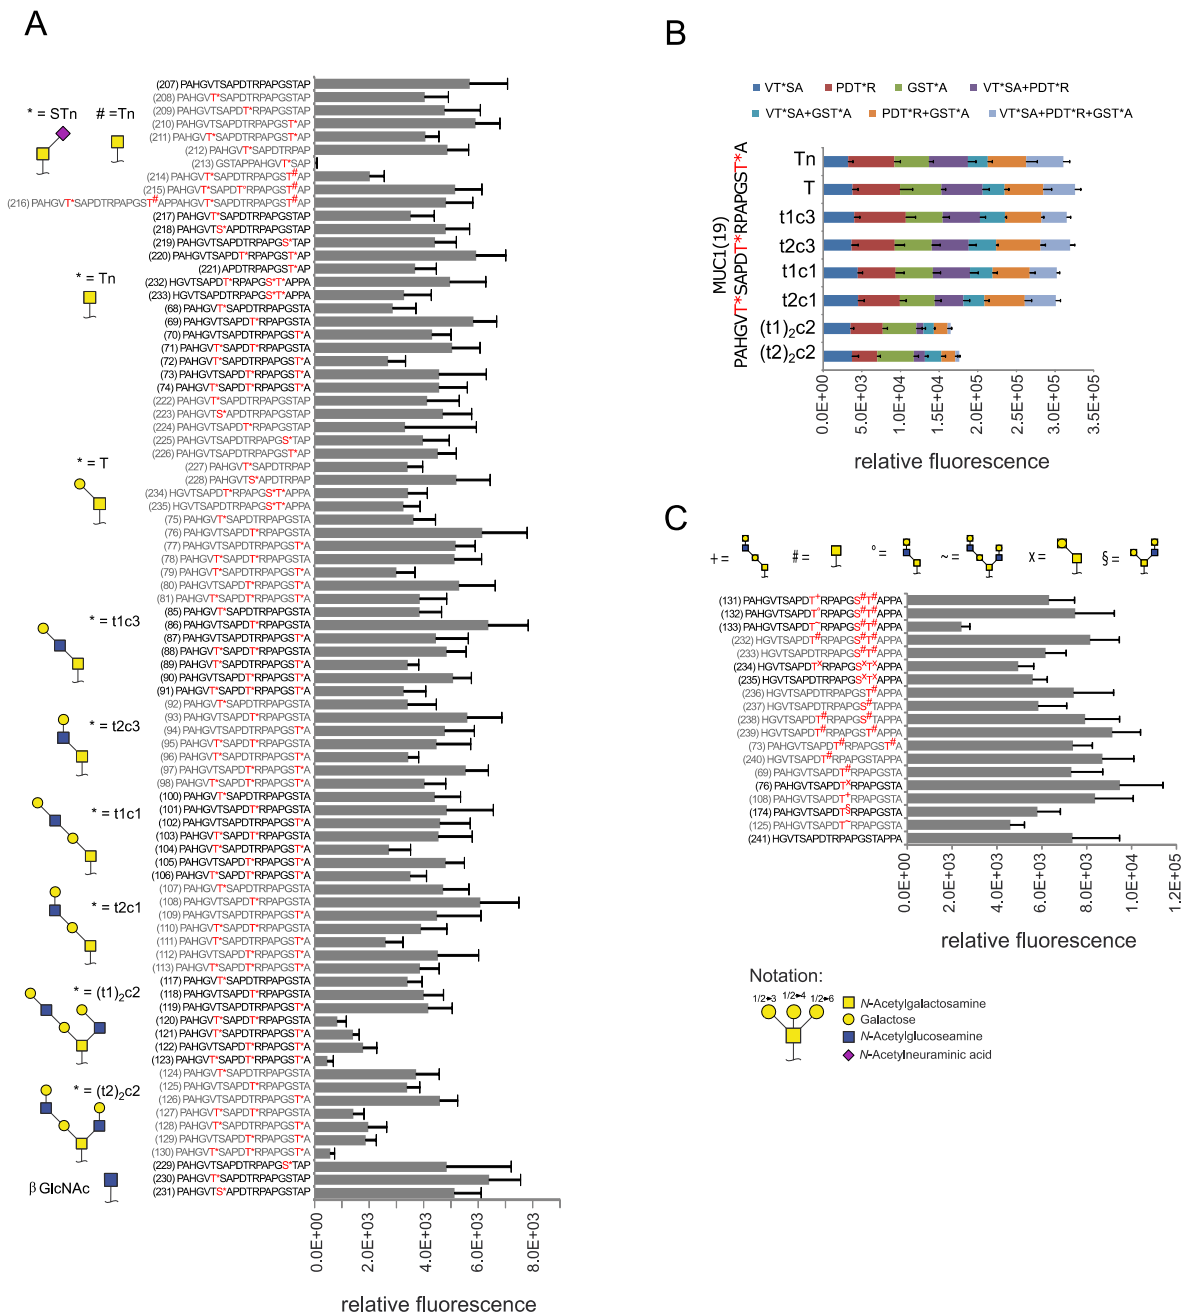 A
* = STn # =Tn
(207) PAHGVTSAPDTRPAPGSTAP
(208) PAHGVT*SAPDTRPAPGSTAP
(209) PAHGVTSAPDT*RPAPGSTAP
(210) PAHGVTSAPDTRPAPGST*AP
(211) PAHGVT*SAPDTRPAPGST*AP
(212) PAHGVT*SAPDTRPAP
(213) GSTAPPAHGVT*SAP
(214) PAHGVT*SAPDTRPAPGST#AP
(215) PAHGVT*SAPDT*RPAPGST#AP
(216) PAHGVT*SAPDTRPAPGST#APPAHGVT*SAPDTRPAPGST#AP
* = Tn
(217) PAHGVT*SAPDTRPAPGSTAP
(218) PAHGVTS*APDTRPAPGSTAP
(219) PAHGVTSAPDTRPAPGS*TAP
(220) PAHGVTSAPDT*RPAPGST*AP
(221) APDTRPAPGST*AP
(232) HGVTSAPDT*RPAPGS*T*APPA
(233) HGVTSAPDTRPAPGS*T*APPA
(68) PAHGVT*SAPDTRPAPGSTA
(69) PAHGVTSAPDT*RPAPGSTA
(70) PAHGVTSAPDTRPAPGST*A
(71) PAHGVT*SAPDT*RPAPGSTA
(72) PAHGVT*SAPDTRPAPGST*A
(73) PAHGVTSAPDT*RPAPGST*A
(74) PAHGVT*SAPDT*RPAPGST*A
* = T
(222) PAHGVT*SAPDTRPAPGSTAP
(223) PAHGVTS*APDTRPAPGSTAP
(224) PAHGVTSAPDT*RPAPGSTAP
(225) PAHGVTSAPDTRPAPGS*TAP
(226) PAHGVTSAPDTRPAPGST*AP
(227) PAHGVT*SAPDTRPAP
(228) PAHGVTS*APDTRPAP
(234) HGVTSAPDT*RPAPGS*T*APPA
(235) HGVTSAPDTRPAPGS*T*APPA
(75) PAHGVT*SAPDTRPAPGSTA
(76) PAHGVTSAPDT*RPAPGSTA
(77) PAHGVTSAPDTRPAPGST*A
(78) PAHGVT*SAPDT*RPAPGSTA
(79) PAHGVT*SAPDTRPAPGST*A
(80) PAHGVTSAPDT*RPAPGST*A
(81) PAHGVT*SAPDT*RPAPGST*A
* = t1c3
(85) PAHGVT*SAPDTRPAPGSTA
(86) PAHGVTSAPDT*RPAPGSTA
(87) PAHGVTSAPDTRPAPGST*A
(88) PAHGVT*SAPDT*RPAPGSTA
(89) PAHGVT*SAPDTRPAPGST*A
(90) PAHGVTSAPDT*RPAPGST*A
(91) PAHGVT*SAPDT*RPAPGST*A
* = t2c3
(92) PAHGVT*SAPDTRPAPGSTA
(93) PAHGVTSAPDT*RPAPGSTA
(94) PAHGVTSAPDTRPAPGST*A
(95) PAHGVT*SAPDT*RPAPGSTA
(96) PAHGVT*SAPDTRPAPGST*A
(97) PAHGVTSAPDT*RPAPGST*A
(98) PAHGVT*SAPDT*RPAPGST*A
* = t1c1
(100) PAHGVT*SAPDTRPAPGSTA
(101) PAHGVTSAPDT*RPAPGSTA
(102) PAHGVTSAPDTRPAPGST*A
(103) PAHGVT*SAPDT*RPAPGSTA
(104) PAHGVT*SAPDTRPAPGST*A
(105) PAHGVTSAPDT*RPAPGST*A
(106) PAHGVT*SAPDT*RPAPGST*A
* = t2c1
(107) PAHGVT*SAPDTRPAPGSTA
(108) PAHGVTSAPDT*RPAPGSTA
(109) PAHGVTSAPDTRPAPGST*A
(110) PAHGVT*SAPDT*RPAPGSTA
(111) PAHGVT*SAPDTRPAPGST*A
(112) PAHGVTSAPDT*RPAPGST*A
(113) PAHGVT*SAPDT*RPAPGST*A
* = (t1)2c2
(117) PAHGVT*SAPDTRPAPGSTA
(118) PAHGVTSAPDT*RPAPGSTA
(119) PAHGVTSAPDTRPAPGST*A
(120) PAHGVT*SAPDT*RPAPGSTA
(121) PAHGVT*SAPDTRPAPGST*A
(122) PAHGVTSAPDT*RPAPGST*A
(123) PAHGVT*SAPDT*RPAPGST*A
* = (t2)2c2
(124) PAHGVT*SAPDTRPAPGSTA
(125) PAHGVTSAPDT*RPAPGSTA
(126) PAHGVTSAPDTRPAPGST*A
(127) PAHGVT*SAPDT*RPAPGSTA
(128) PAHGVT*SAPDTRPAPGST*A
(129) PAHGVTSAPDT*RPAPGST*A
(130) PAHGVT*SAPDT*RPAPGST*A
β GlcNAc
(229) PAHGVTSAPDTRPAPGS*TAP
(230) PAHGVT*SAPDTRPAPGSTAP
(231) PAHGVTS*APDTRPAPGSTAP
0.0E+00 2.0E+03 4.0E+03 6.0E+03 8.0E+03
relative fluorescence
B
VT*SA PDT*R GST*A VT*SA+PDT*R
VT*SA+GST*A PDT*R+GST*A VT*SA+PDT*R+GST*A
MUC1(19)
PAHGVT*SAPDT*RPAPGST*A
Tn
T
t1c3
t2c3
t1c1
t2c1
(t1)2c2
(t2)2c2
0.0E+00 5.0E+03 1.0E+04 1.5E+04 2.0E+05 2.5E+05 3.0E+05 3.5E+05
relative fluorescence
C
+ = # = ° = ~ = X = § =
(131) PAHGVTSAPDT+RPAPGS#T#APPA
(132) PAHGVTSAPDT°RPAPGS#T#APPA
(133) PAHGVTSAPDT~RPAPGS#T#APPA
(232) HGVTSAPDT#RPAPGS#T#APPA
(233) HGVTSAPDTRPAPGS#T#APPA
(234) HGVTSAPDTXRPAPGSXTXAPPA
(235) HGVTSAPDTRPAPGSXTXAPPA
(236) HGVTSAPDTRPAPGST#APPA
(237) HGVTSAPDTRPAPGS#TAPPA
(238) HGVTSAPDT#RPAPGS#TAPPA
(239) HGVTSAPDT#RPAPGST#APPA
(73) PAHGVTSAPDT#RPAPGST#A
(240) HGVTSAPDT#RPAPGSTAPPA
(69) PAHGVTSAPDT#RPAPGSTA
(76) PAHGVTSAPDTXRPAPGSTA
(108) PAHGVTSAPDT+RPAPGSTA
(174) PAHGVTSAPDT§RPAPGSTA
(125) PAHGVTSAPDT~RPAPGSTA
(241) HGVTSAPDTRPAPGSTAPPA
0.0E+00 2.0E+03 4.0E+03 6.0E+03 8.0E+03 1.0E+04 1.2E+05
relative fluorescence
Notation:
1/2➔3 1/2➔4 1/2➔6
N-Acetylgalactosamine
Galactose
N-Acetylglucoseamine
N-Acetylneuraminic acid